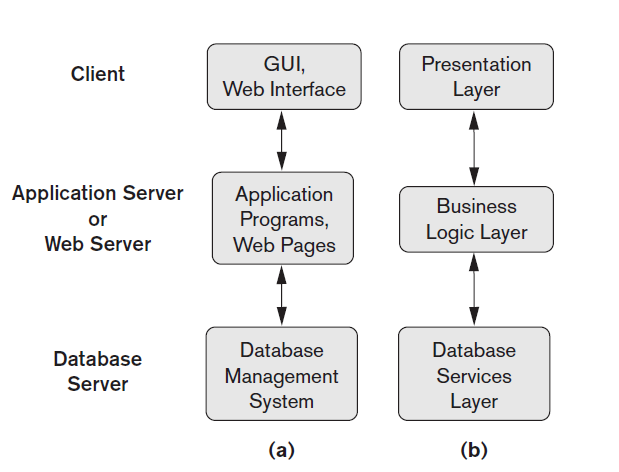 Client
GUI,
Web Interface
Presentation
Layer
Application Server
or
Web Server
Application
Programs,
Web Pages
Business
Logic Layer
Database
Server
Database
Management
System
Database
Services
Layer
(a)
(b)